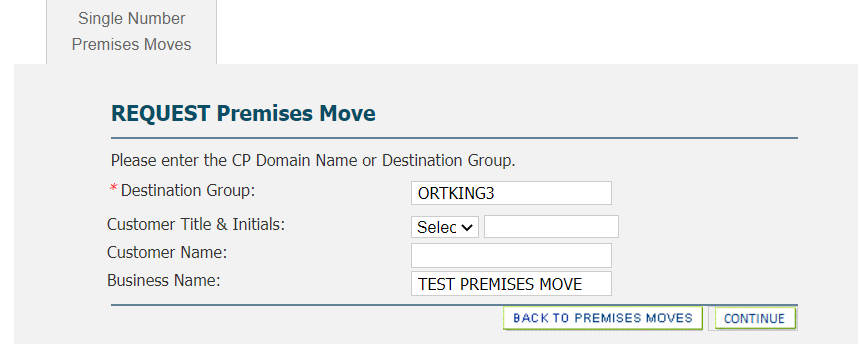 Single Number
Premises Moves
REQUEST Premises Move
Please enter the CP Domain Name or Destination Group.
* Destination Group: ORTKING3
Customer Title & Initials: Selec
Customer Name:
Business Name: TEST PREMISES MOVE
BACK TO PREMISES MOVES CONTINUE